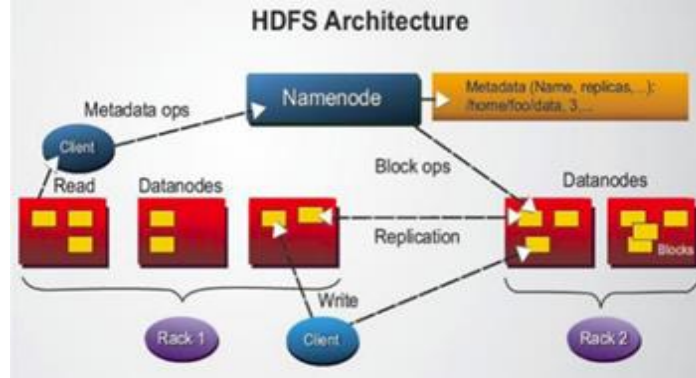 HDFS Architecture
Namenode
Metadata (Name, replicas,...):
/home/foo/data, 3,...
Metadata ops
Client
Block ops
Read
Datanodes
Datanodes
Replication
Blocks
Write
Rack 1
Client
Rack 2